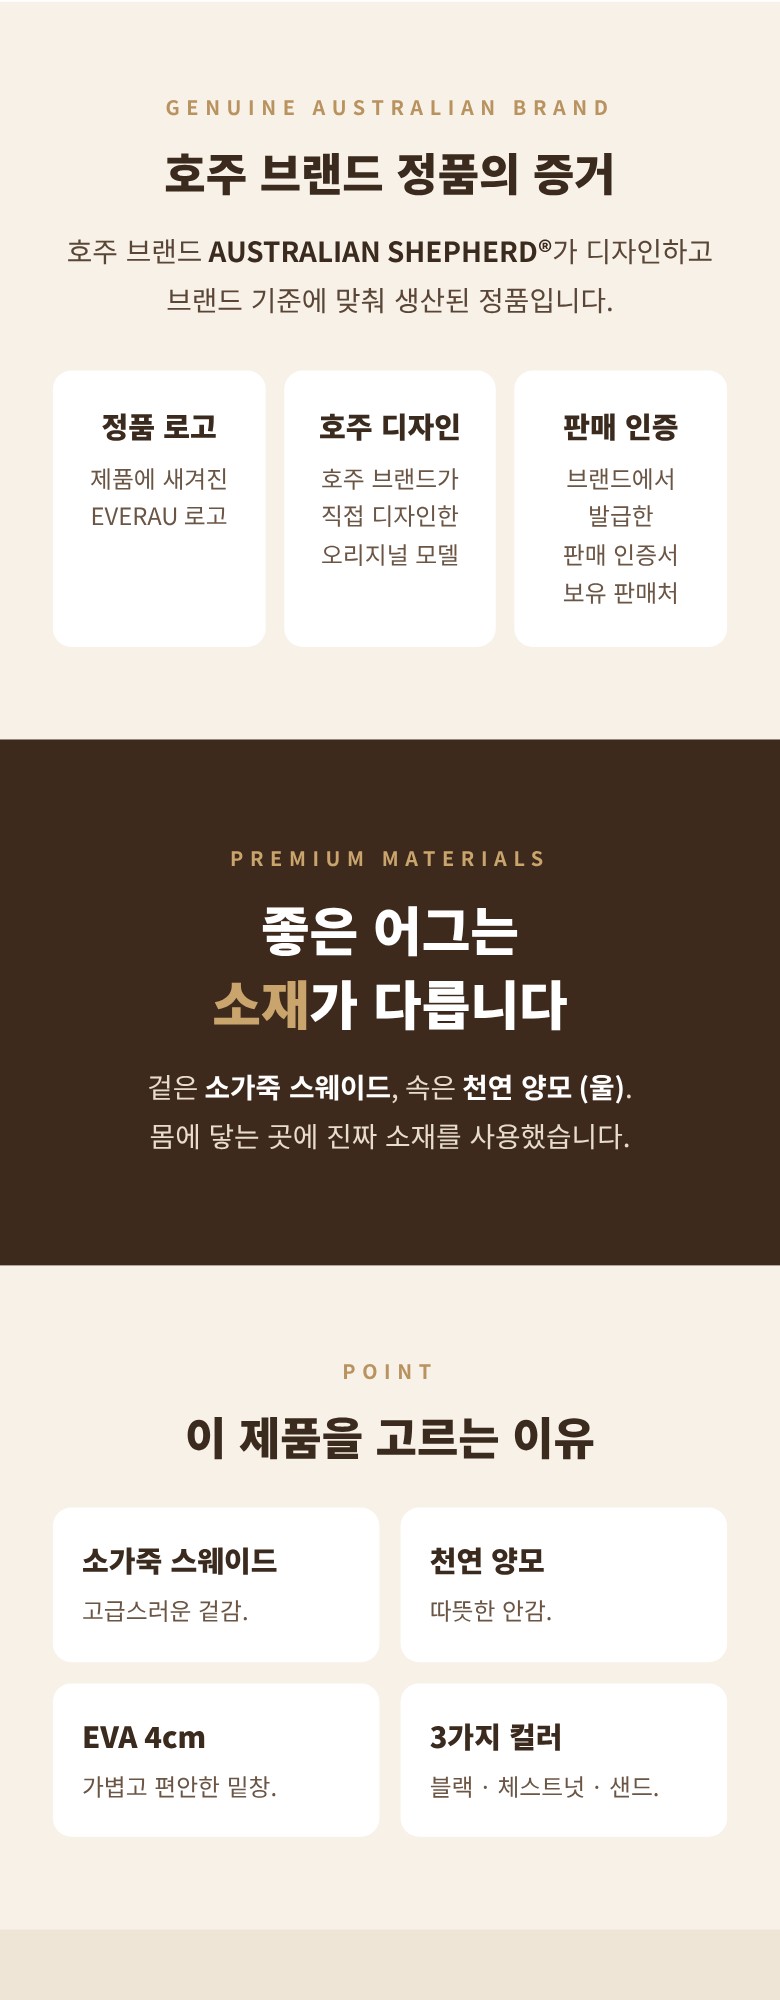 GENUINE AUSTRALIAN BRAND
호주 브랜드 정품의 증거
호주 브랜드 AUSTRALIAN SHEPHERD®가 디자인하고
브랜드 기준에 맞춰 생산된 정품입니다.
정품 로고
제품에 새겨진
EVERAU 로고
호주 디자인
호주 브랜드가
직접 디자인한
오리지널 모델
판매 인증
브랜드에서
발급한
판매 인증서
보유 판매처
PREMIUM MATERIALS
좋은 어그는
소재가 다릅니다
겉은 소가죽 스웨이드, 속은 천연 양모 (울).
몸에 닿는 곳에 진짜 소재를 사용했습니다.
POINT
이 제품을 고르는 이유
소가죽 스웨이드
고급스러운 겉감.
천연 양모
따뜻한 안감.
EVA 4cm
가볍고 편안한 밑창.
3가지 컬러
블랙 · 체스트넛 · 샌드.